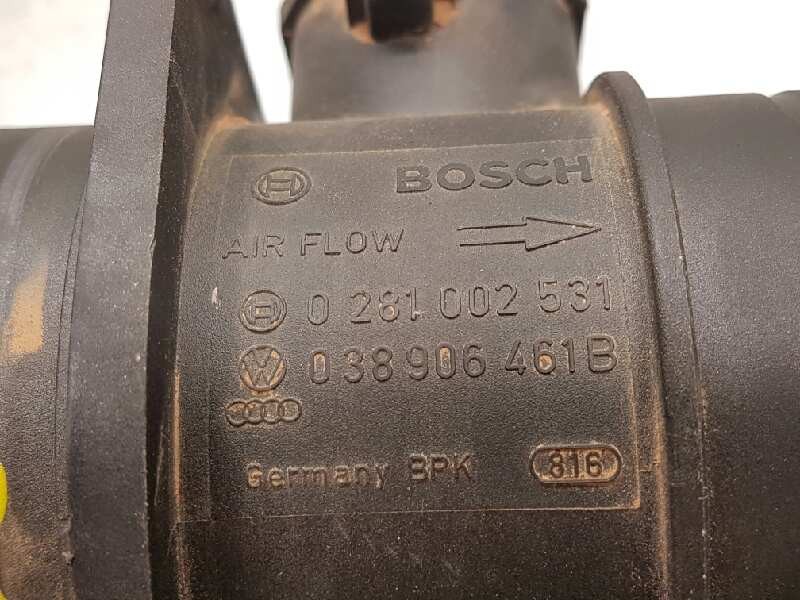 BOSCH
AIR FLOW
0 281 002 531
038 906 461B
Germany BPK 816